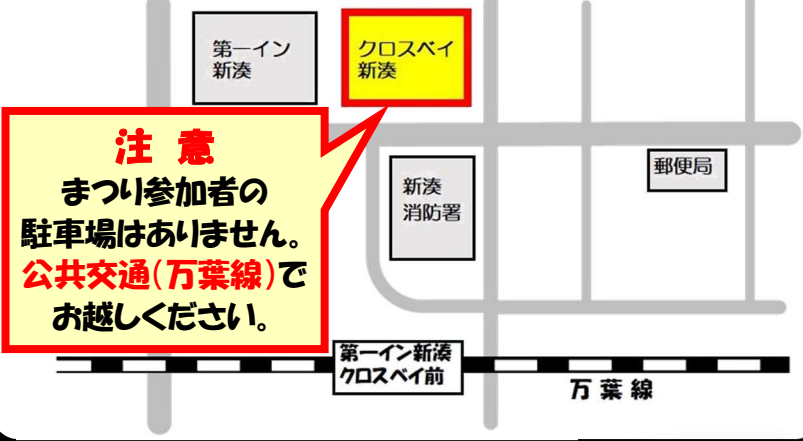 第一イン
新湊
クロスベイ
新湊
注 意
まつり参加者の
駐車場はありません。
公共交通(万葉線)で
お越しください。
新湊
消防署
郵便局
第一イン新湊
クロスベイ前
万葉線